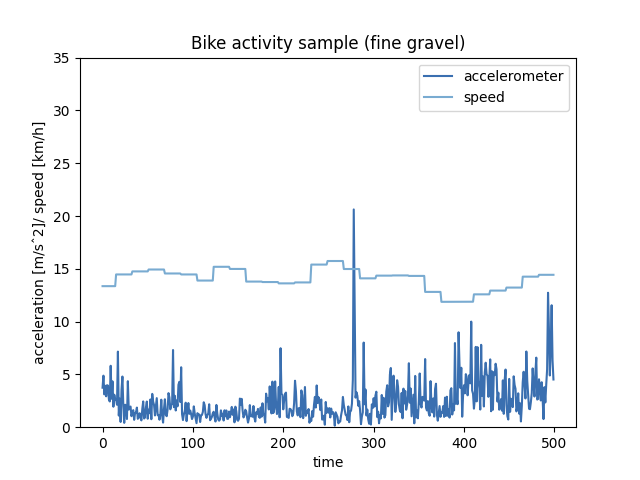 Bike activity sample (fine gravel)
accelerometer
speed
acceleration [m/s^2]/ speed [km/h]
35
30
25
20
15
10
5
0
0 100 200 300 400 500
time